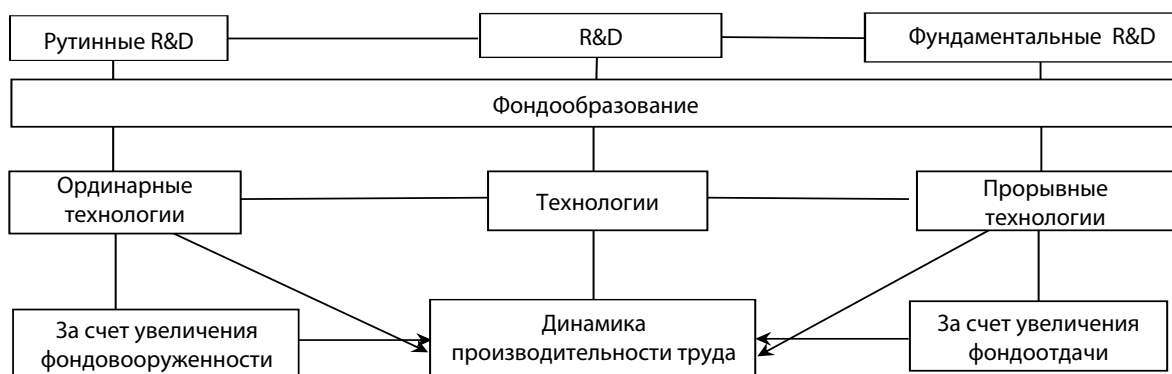 Рутинные R&D
R&D
Фундаментальные R&D
Фондообразование
Ординарные
технологии
Технологии
Прорывные
технологии
За счет увеличения
фондовооруженности
Динамика
производительности труда
За счет увеличения
фондоотдачи